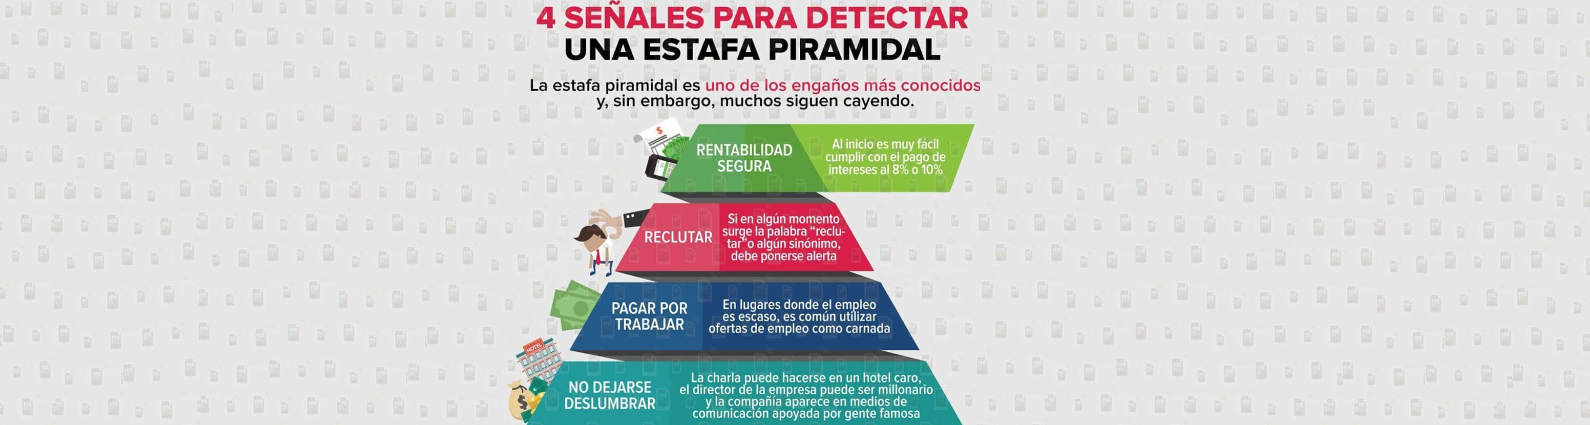 4 SEÑALES PARA DETECTAR
UNA ESTAFA PIRAMIDAL
La estafa piramidal es uno de los engaños más conocidos
y, sin embargo, muchos siguen cayendo.
RENTABILIDAD
SEGURA
Al inicio es muy fácil
cumplir con el pago de
intereses al 8% o 10%
RECLUTAR
Si en algún momento
surge la palabra "reclu-
tar"o algún sinónimo,
debe ponerse alerta
PAGAR POR
TRABAJAR
En lugares donde el empleo
es escaso, es común utilizar
ofertas de empleo como carnada
HOTEL
NO DEJARSE
DESLUMBRAR
La charla puede hacerse en un hotel caro,
el director de la empresa puede ser millonario
y la compañía aparece en medios de
comunicación apoyada por gente famosa